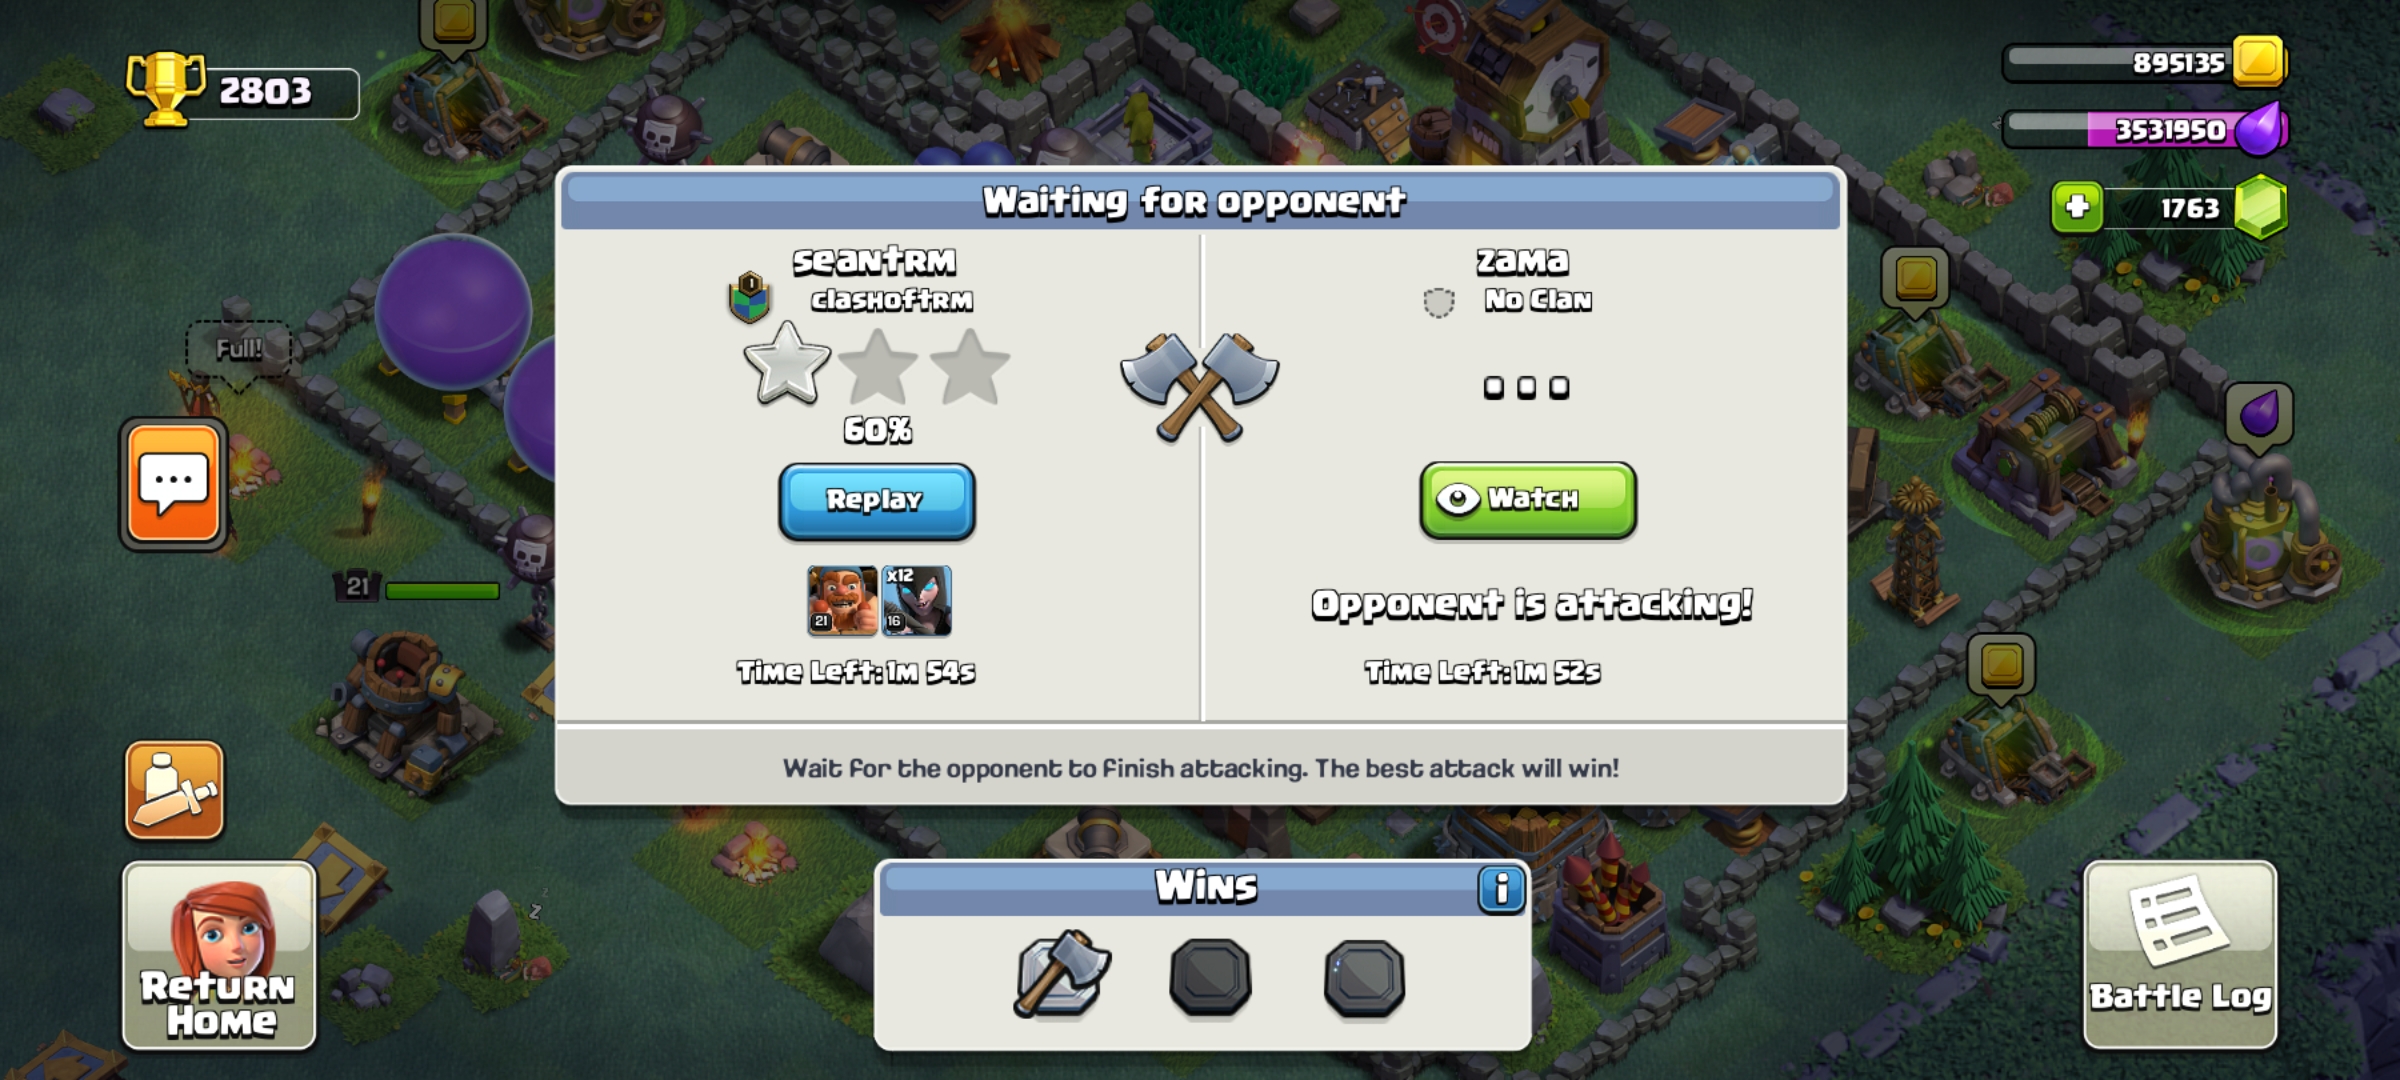 2803
895135
3531950
1763
Full!
21
Waiting for opponent
seantrm
1
clashoftrm
60%
Replay
21
x12
16
Time Left:1m 54s
zama
No Clan
Watch
Opponent is attacking!
Time Left:1m 52s
Wait for the opponent to finish attacking. The best attack will win!
Wins
i
z
z
Return
Home
Battle Log